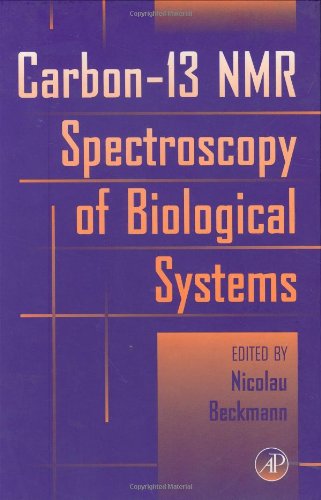 Carbon-13 NMR
Spectroscopy
of Biological
Systems
EDITED BY
Nicolau
Beckmann
AP